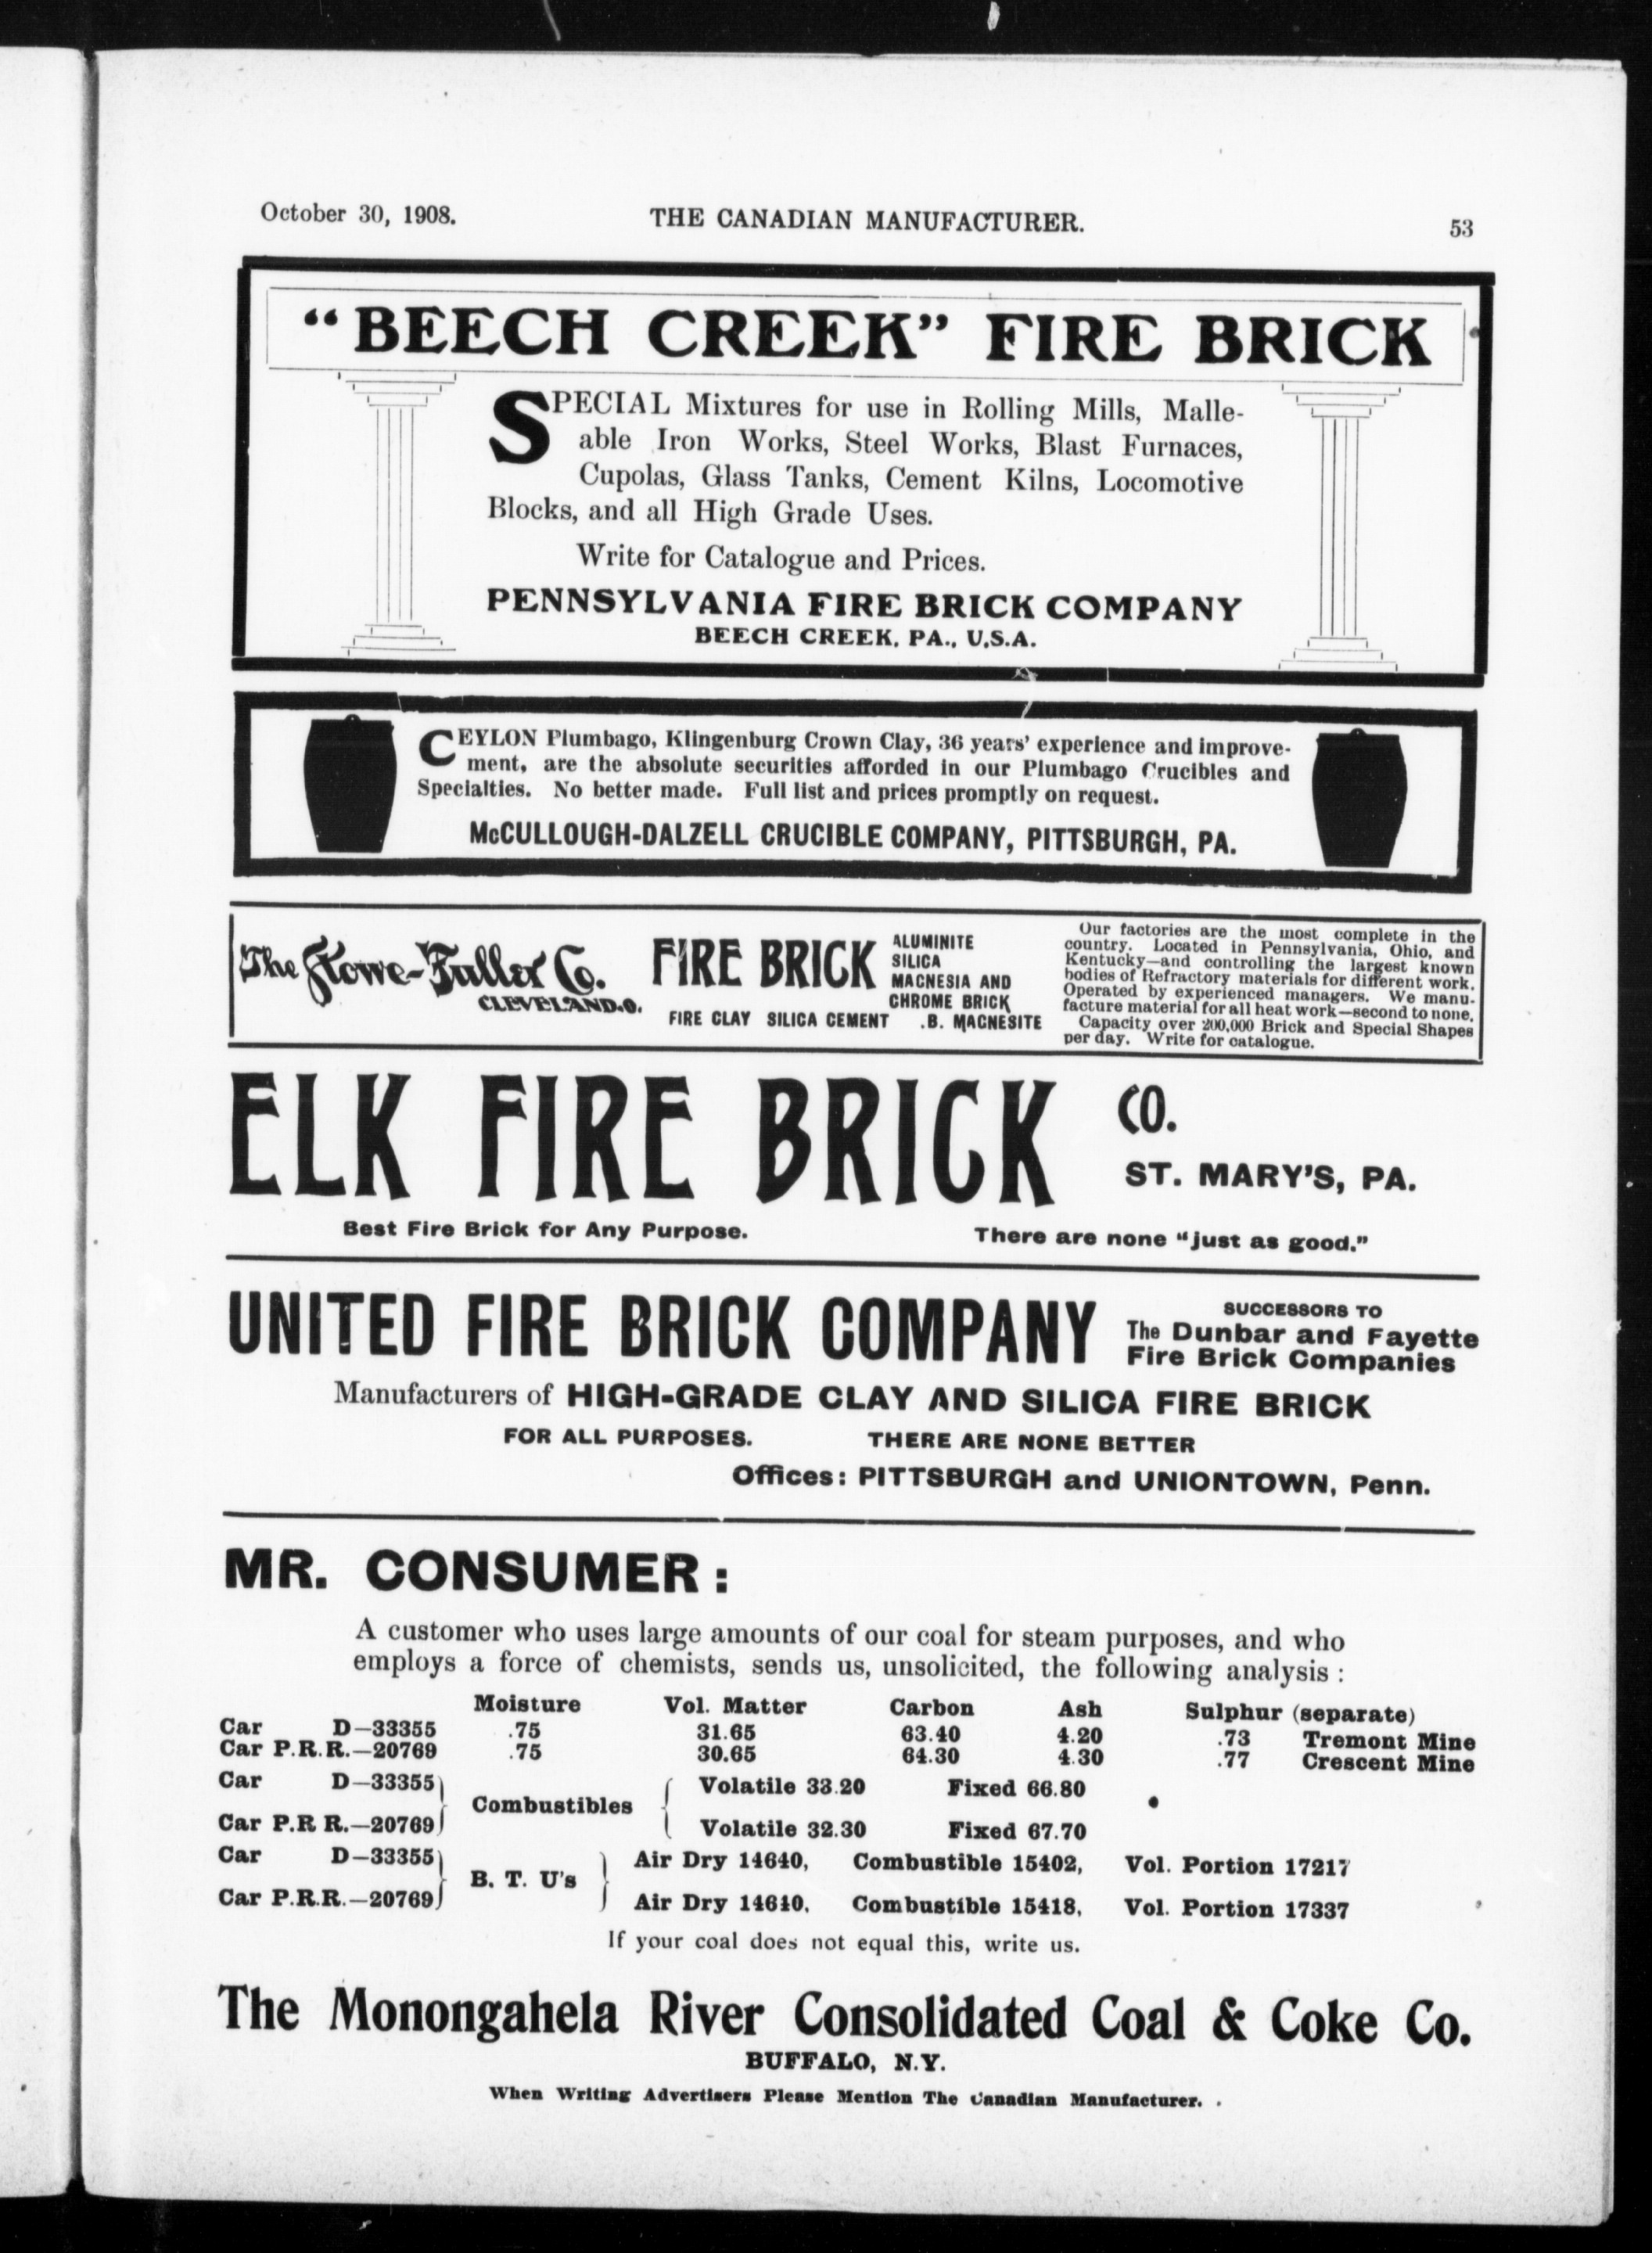 October 30, 1908.
THE CANADIAN MANUFACTURER.
53
“BEECH CREEK” FIRE BRICK
SPECIAL Mixtures for use in Rolling Mills, Malle-
able Iron Works, Steel Works, Blast Furnaces,
Cupolas, Glass Tanks, Cement Kilns, Locomotive
Blocks, and all High Grade Uses.
Write for Catalogue and Prices.
PENNSYLVANIA FIRE BRICK COMPANY
BEECH CREEK, PA., U.S.A.
CEYLON Plumbago, Klingenburg Crown Clay, 36 years’ experience and improve-
ment, are the absolute securities afforded in our Plumbago Crucibles and
Specialties. No better made. Full list and prices promptly on request.
McCULLOUGH-DALZELL CRUCIBLE COMPANY, PITTSBURGH, PA.
The Stowe-Fuller Co.
CLEVELAND.O.
FIRE BRICK
ALUMINITE
SILICA
MAGNESIA AND
CHROME BRICK
FIRE CLAY SILICA CEMENT .B. MAGNESITE
Our factories are the most complete in the
country. Located in Pennsylvania, Ohio, and
Kentucky—and controlling the largest known
bodies of Refractory materials for different work.
Operated by experienced managers. We manu-
facture material for all heat work—second to none.
Capacity over 200,000 Brick and Special Shapes
per day. Write for catalogue.
ELK FIRE BRICK CO.
ST. MARY’S, PA.
Best Fire Brick for Any Purpose. There are none “just as good.”
UNITED FIRE BRICK COMPANY
SUCCESSORS TO
The Dunbar and Fayette
Fire Brick Companies
Manufacturers of HIGH-GRADE CLAY AND SILICA FIRE BRICK
FOR ALL PURPOSES. THERE ARE NONE BETTER
Offices: PITTSBURGH and UNIONTOWN, Penn.
MR. CONSUMER:
A customer who uses large amounts of our coal for steam purposes, and who
employs a force of chemists, sends us, unsolicited, the following analysis :
Moisture Vol. Matter Carbon Ash Sulphur (separate)
Car D—33355 .75 31.65 63.40 4.20 .73 Tremont Mine
Car P.R.R.—20769 .75 30.65 64.30 4.30 .77 Crescent Mine
Car D—33355 Combustibles Volatile 33.20 Fixed 66.80
Car P.R R.—20769 Volatile 32.30 Fixed 67.70
Car D—33355 B. T. U's Air Dry 14640, Combustible 15402, Vol. Portion 17217
Car P.R.R.—20769 Air Dry 14640, Combustible 15418, Vol. Portion 17337
If your coal does not equal this, write us.
The Monongahela River Consolidated Coal & Coke Co.
BUFFALO, N.Y.
When Writing Advertisers Please Mention The Canadian Manufacturer.